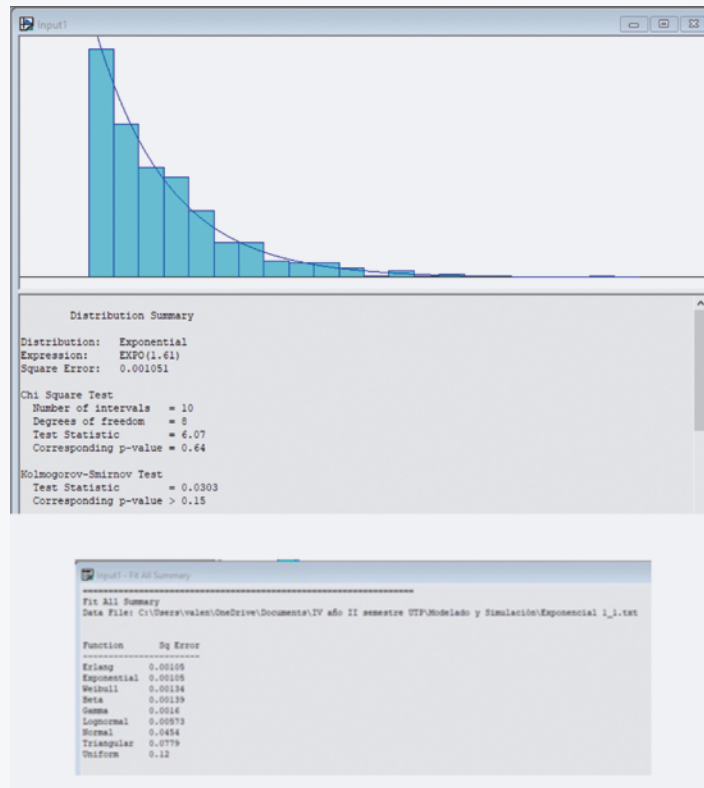 Input1
Distribution Summary
Distribution: Exponential
Expression: EXPO(1.61)
Square Error: 0.001051
Chi Square Test
Number of intervals = 10
Degrees of freedom = 8
Test Statistic = 6.07
Corresponding p-value = 0.64
Kolmogorov-Smirnov Test
Test Statistic = 0.0303
Corresponding p-value > 0.15
Input1 - Fit All Summary
Fit All Summary
Data File: C:\Users\valen\OneDrive\Documents\IV año II semestre UTP\Modelado y Simulación\Exponencial 1_1.txt
Function Sq Error
Erlang 0.00105
Exponential 0.00105
Weibull 0.00134
Beta 0.00139
Gamma 0.0016
Lognormal 0.00573
Normal 0.0454
Triangular 0.0779
Uniform 0.12